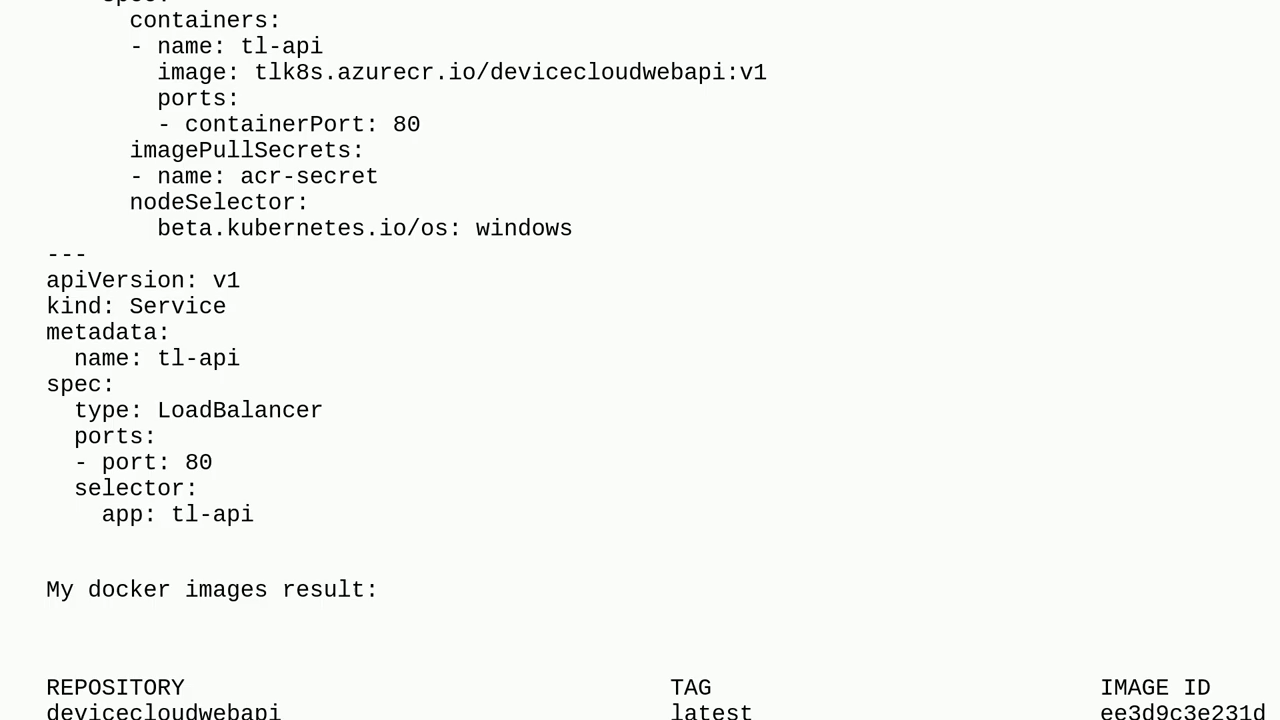 spec:
containers:
- name: tl-api
image: tlk8s.azurecr.io/devicecloudwebapi:v1
ports:
- containerPort: 80
imagePullSecrets:
- name: acr-secret
nodeSelector:
beta.kubernetes.io/os: windows
---
apiVersion: v1
kind: Service
metadata:
name: tl-api
spec:
type: LoadBalancer
ports:
- port: 80
selector:
app: tl-api
My docker images result:
REPOSITORY TAG IMAGE ID
devicecloudwebapi latest ee3d9c3e231d